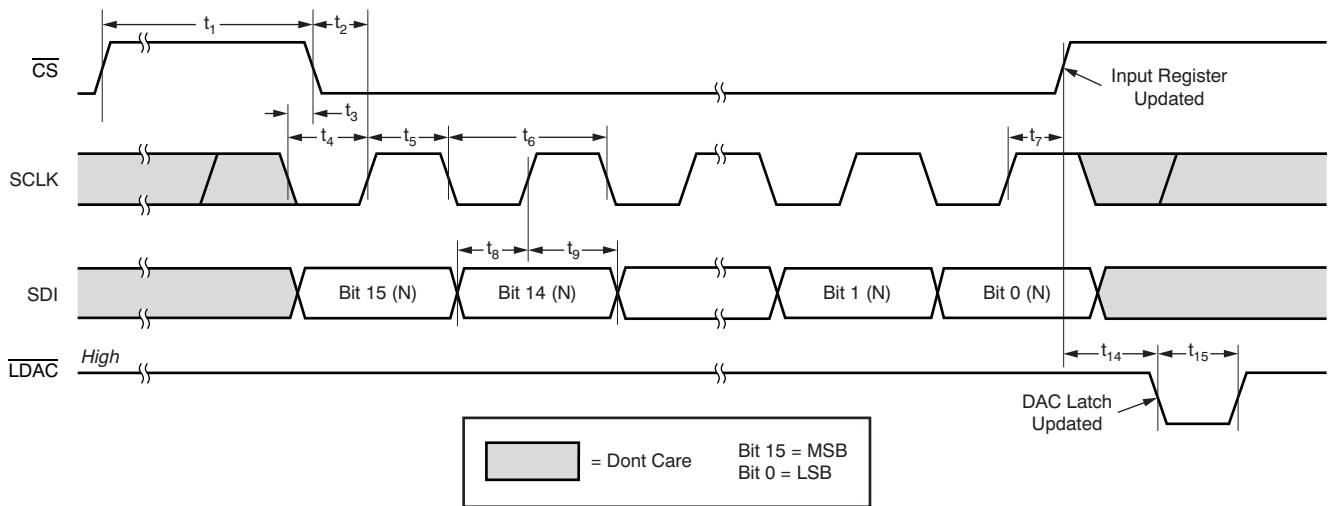 t1 t2
CS
Input Register
Updated
t3
t4 t5 t6 t7
SCLK
t8 t9
SDI Bit 15 (N) Bit 14 (N) Bit 1 (N) Bit 0 (N)
High
LDAC
t14 t15
DAC Latch
Updated
= Dont Care
Bit 15 = MSB
Bit 0 = LSB